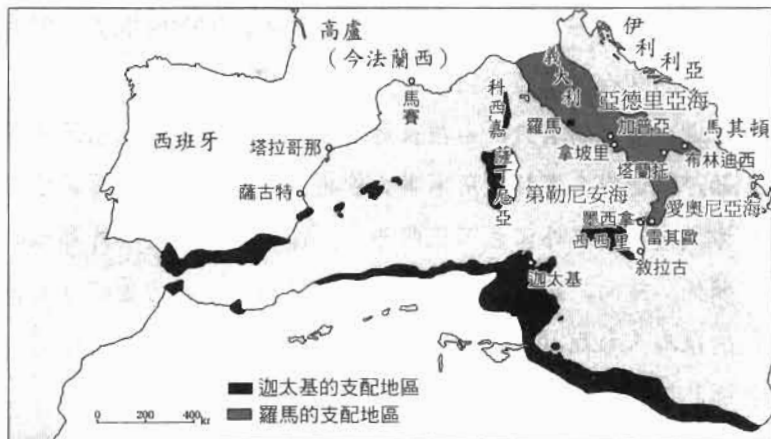 高盧
(今法蘭西)
伊利利亞
義大利
亞德里亞海
馬賽
科西嘉
羅馬
加普亞
馬其頓
西班牙
塔拉哥那
薩丁尼亞
拿坡里
塔蘭托
布林迪西
薩古特
第勒尼安海
愛奧尼亞海
墨西拿
西西里
雷其歐
敘拉古
迦太基
迦太基的支配地區
羅馬的支配地區
0 200 400